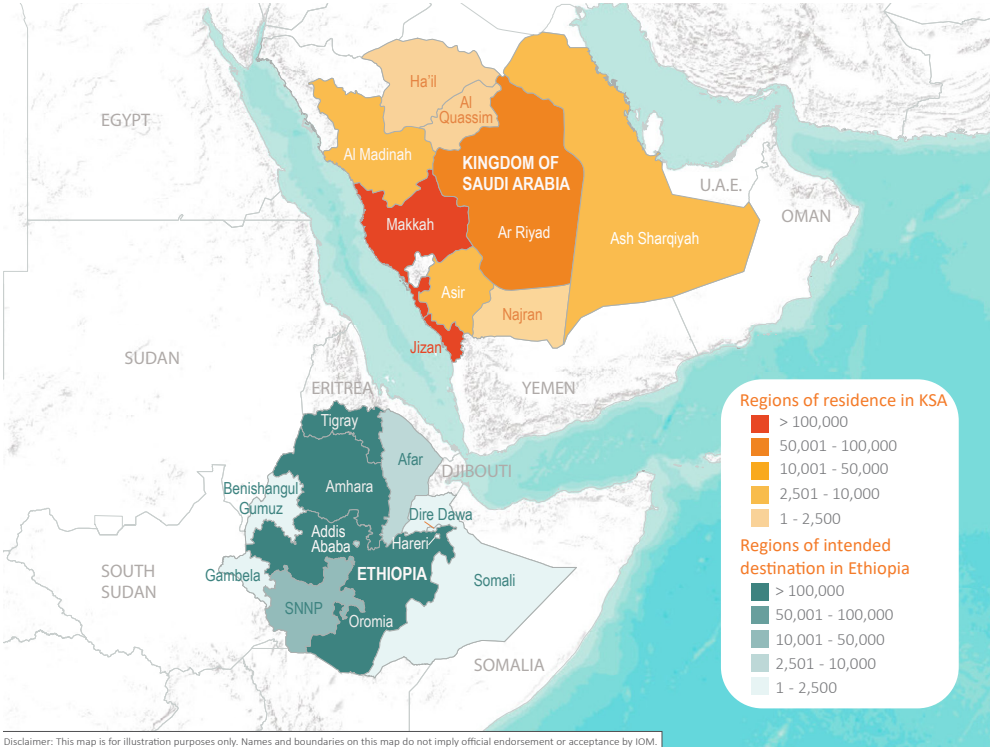 Ha'il
Al
Quassim
EGYPT
Al Madinah
KINGDOM OF
SAUDI ARABIA
U.A.E.
OMAN
Makkah
Ar Riyad
Ash Sharqiyah
Asir
Najran
Jizan
SUDAN
ERITREA
YEMEN
Tigray
Afar
DJIBOUTI
Amhara
Benishangul
Gumuz
Dire Dawa
Addis
Ababa
Hareri
Gambela
ETHIOPIA
Somali
SOUTH
SUDAN
SNNP
Oromia
SOMALIA
Regions of residence in KSA
> 100,000
50,001 - 100,000
10,001 - 50,000
2,501 - 10,000
1 - 2,500
Regions of intended
destination in Ethiopia
> 100,000
50,001 - 100,000
10,001 - 50,000
2,501 - 10,000
1 - 2,500
Disclaimer: This map is for illustration purposes only. Names and boundaries on this map do not imply official endorsement or acceptance by IOM.